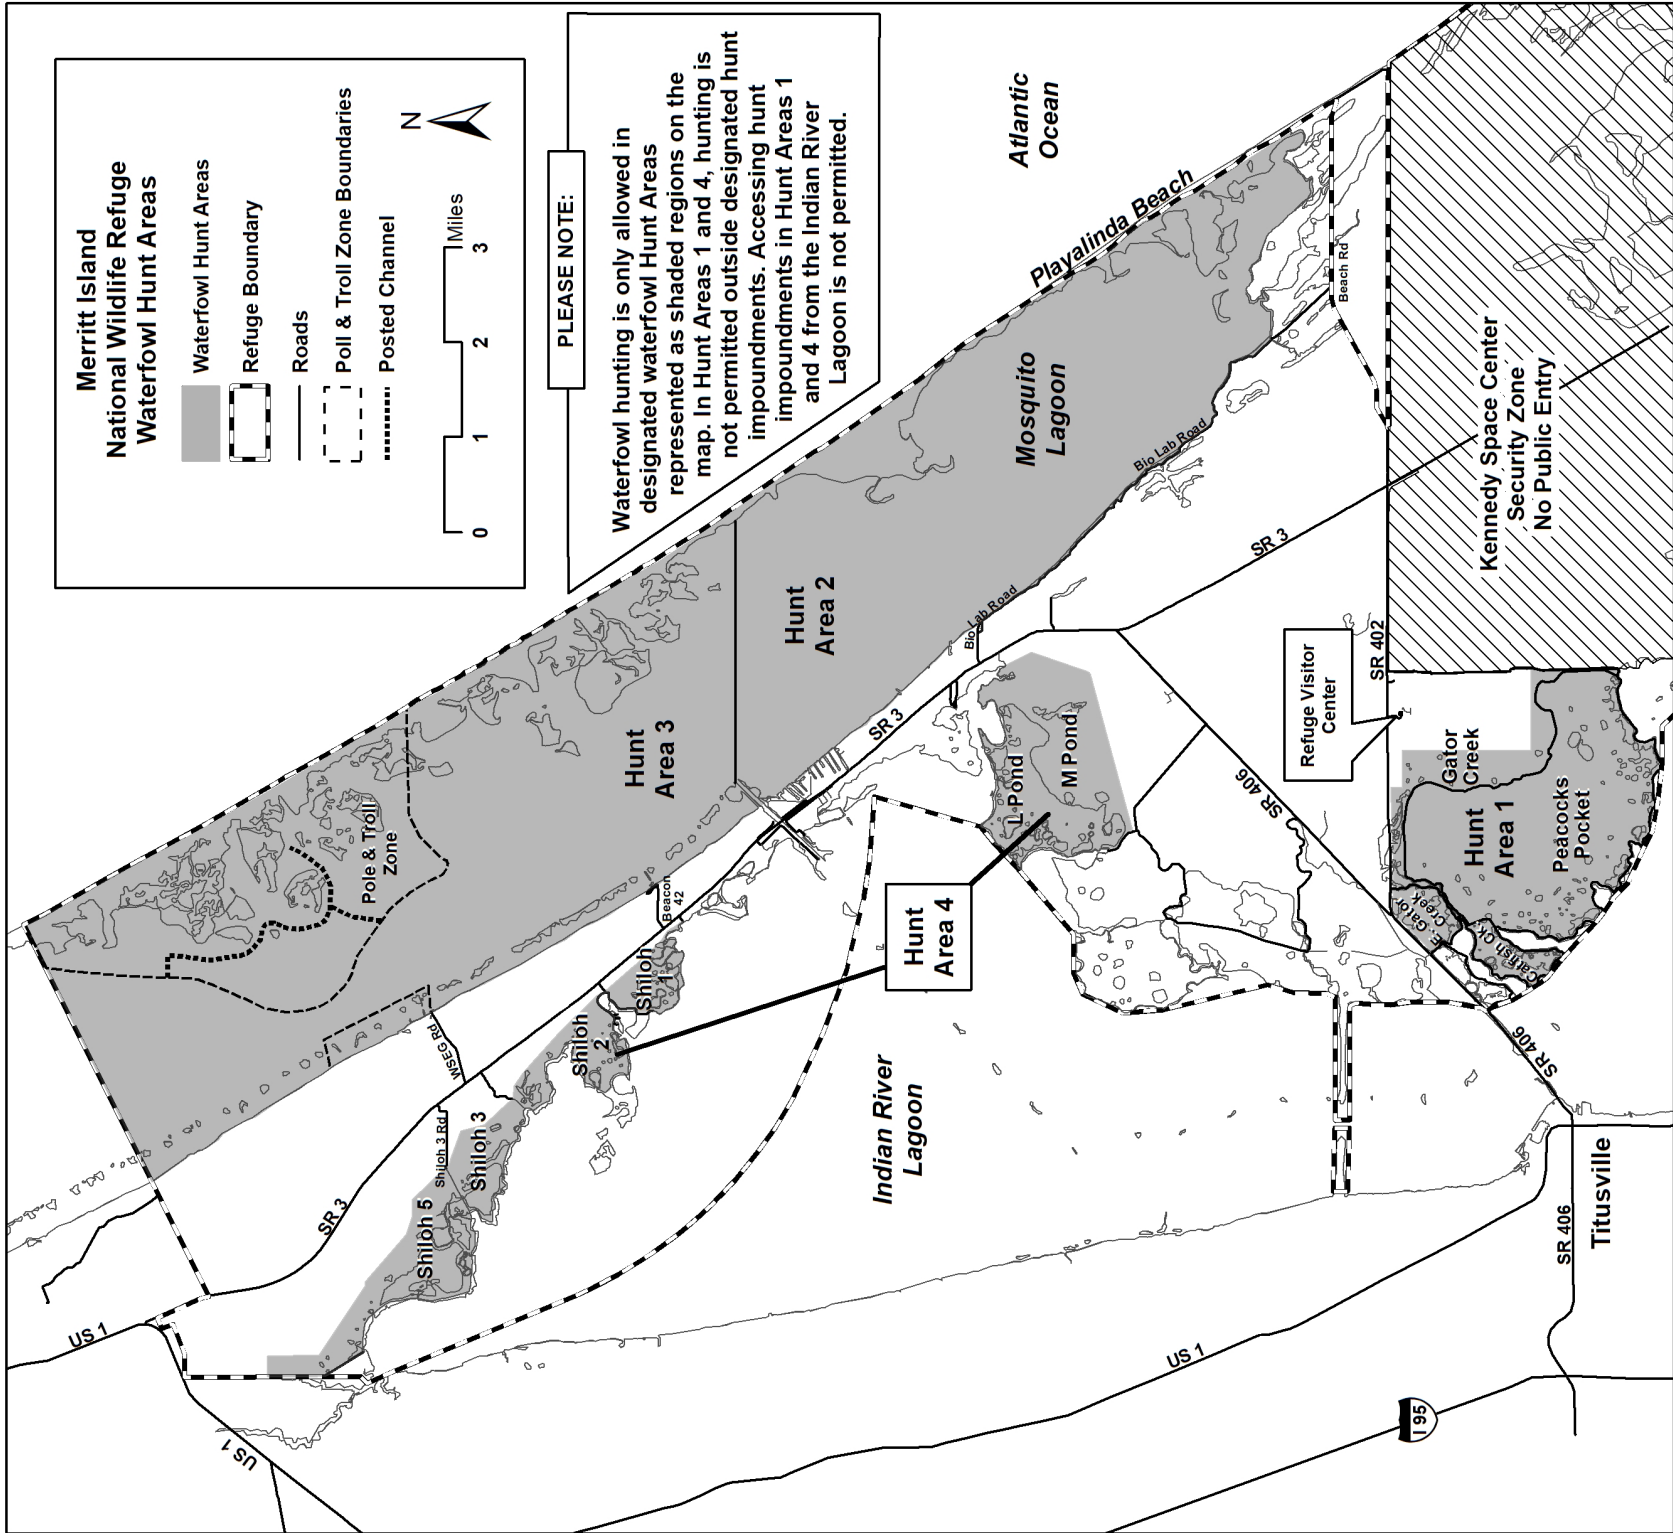 Merritt Island
National Wildlife Refuge
Waterfowl Hunt Areas
Waterfowl Hunt Areas
Refuge Boundary
Roads
Poll & Troll Zone Boundaries
Posted Channel
N
0
1
2
3
Miles
PLEASE NOTE:
Waterfowl hunting is only allowed in
designated waterfowl Hunt Areas
represented as shaded regions on the
map. In Hunt Areas 1 and 4, hunting is
not permitted outside designated hunt
impoundments. Accessing hunt
impoundments in Hunt Areas 1
and 4 from the Indian River
Lagoon is not permitted.
Atlantic
Ocean
Playalinda Beach
Mosquito
Lagoon
Beach Rd
Bio Lab Road
Bio Lab Road
Kennedy Space Center
Security Zone
No Public Entry
SR 3
SR 402
Hunt
Area 2
Hunt
Area 3
Pole & Troll
Zone
SR 3
Beacon
42
L Pond
M Pond
SR 406
Refuge Visitor
Center
Gator
Creek
Hunt
Area 1
Peacocks
Pocket
E. Gator
Creek
Catfish Ck.
Hunt
Area 4
Shiloh
1
Shiloh
2
WSEG Rd
Shiloh 3 Rd
Shiloh 3
Shiloh 5
SR 3
Indian River
Lagoon
SR 406
SR 406
Titusville
US 1
US 1
US 1
I 95